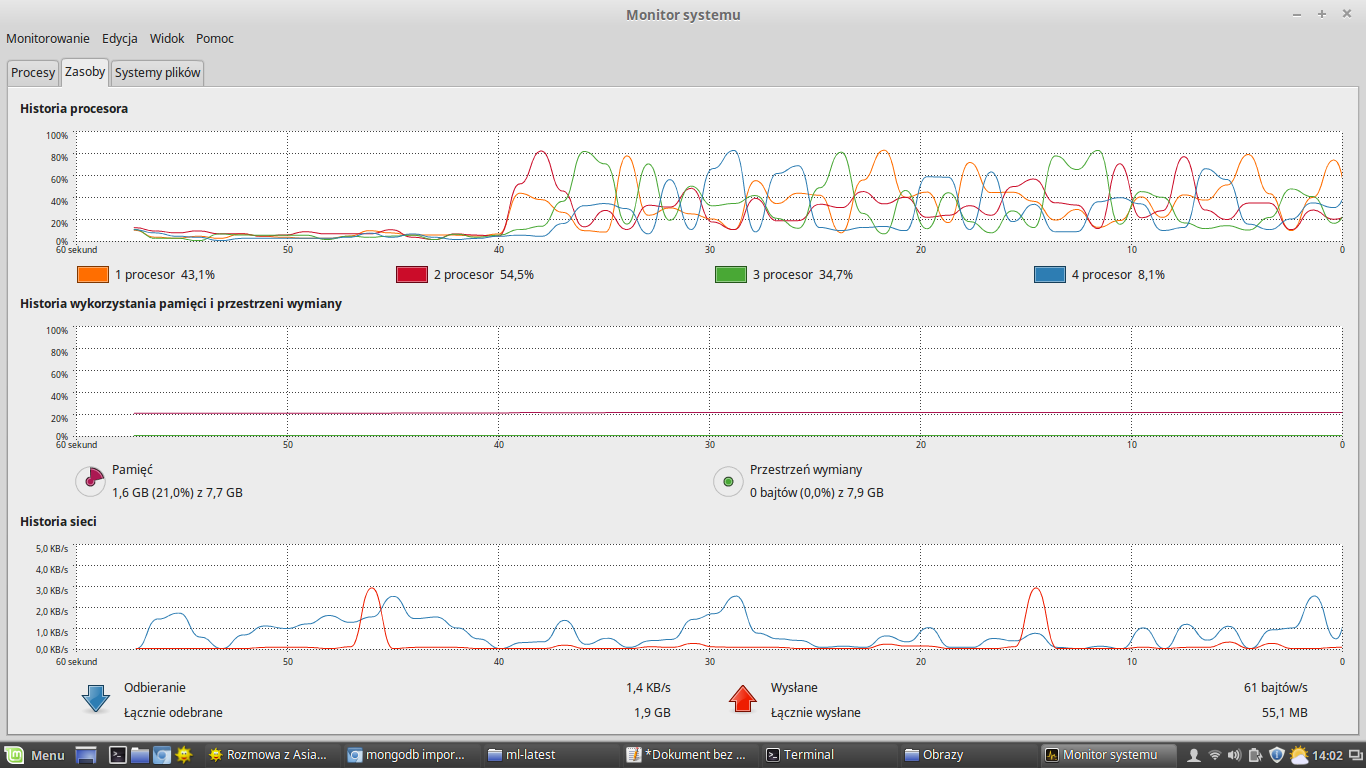 Monitor systemu
Monitorowanie Edycja Widok Pomoc
Procesy Zasoby Systemy plików
Historia procesora
100%
80%
60%
40%
20%
0%
60 sekund 50 40 30 20 10 0
1 procesor 43,1% 2 procesor 54,5% 3 procesor 34,7% 4 procesor 8,1%
Historia wykorzystania pamięci i przestrzeni wymiany
100%
80%
60%
40%
20%
0%
60 sekund 50 40 30 20 10 0
Pamięć Przestrzeń wymiany
1,6 GB (21,0%) z 7,7 GB 0 bajtów (0,0%) z 7,9 GB
Historia sieci
5,0 KB/s
4,0 KB/s
3,0 KB/s
2,0 KB/s
1,0 KB/s
0,0 KB/s
60 sekund 50 40 30 20 10 0
Odbieranie 1,4 KB/s Wysłane 61 bajtów/s
Łącznie odebrane 1,9 GB Łącznie wysłane 55,1 MB
Menu Rozmowa z Asia... mongodb impor... ml-latest *Dokument bez ... Terminal Obrazy Monitor systemu 14:02